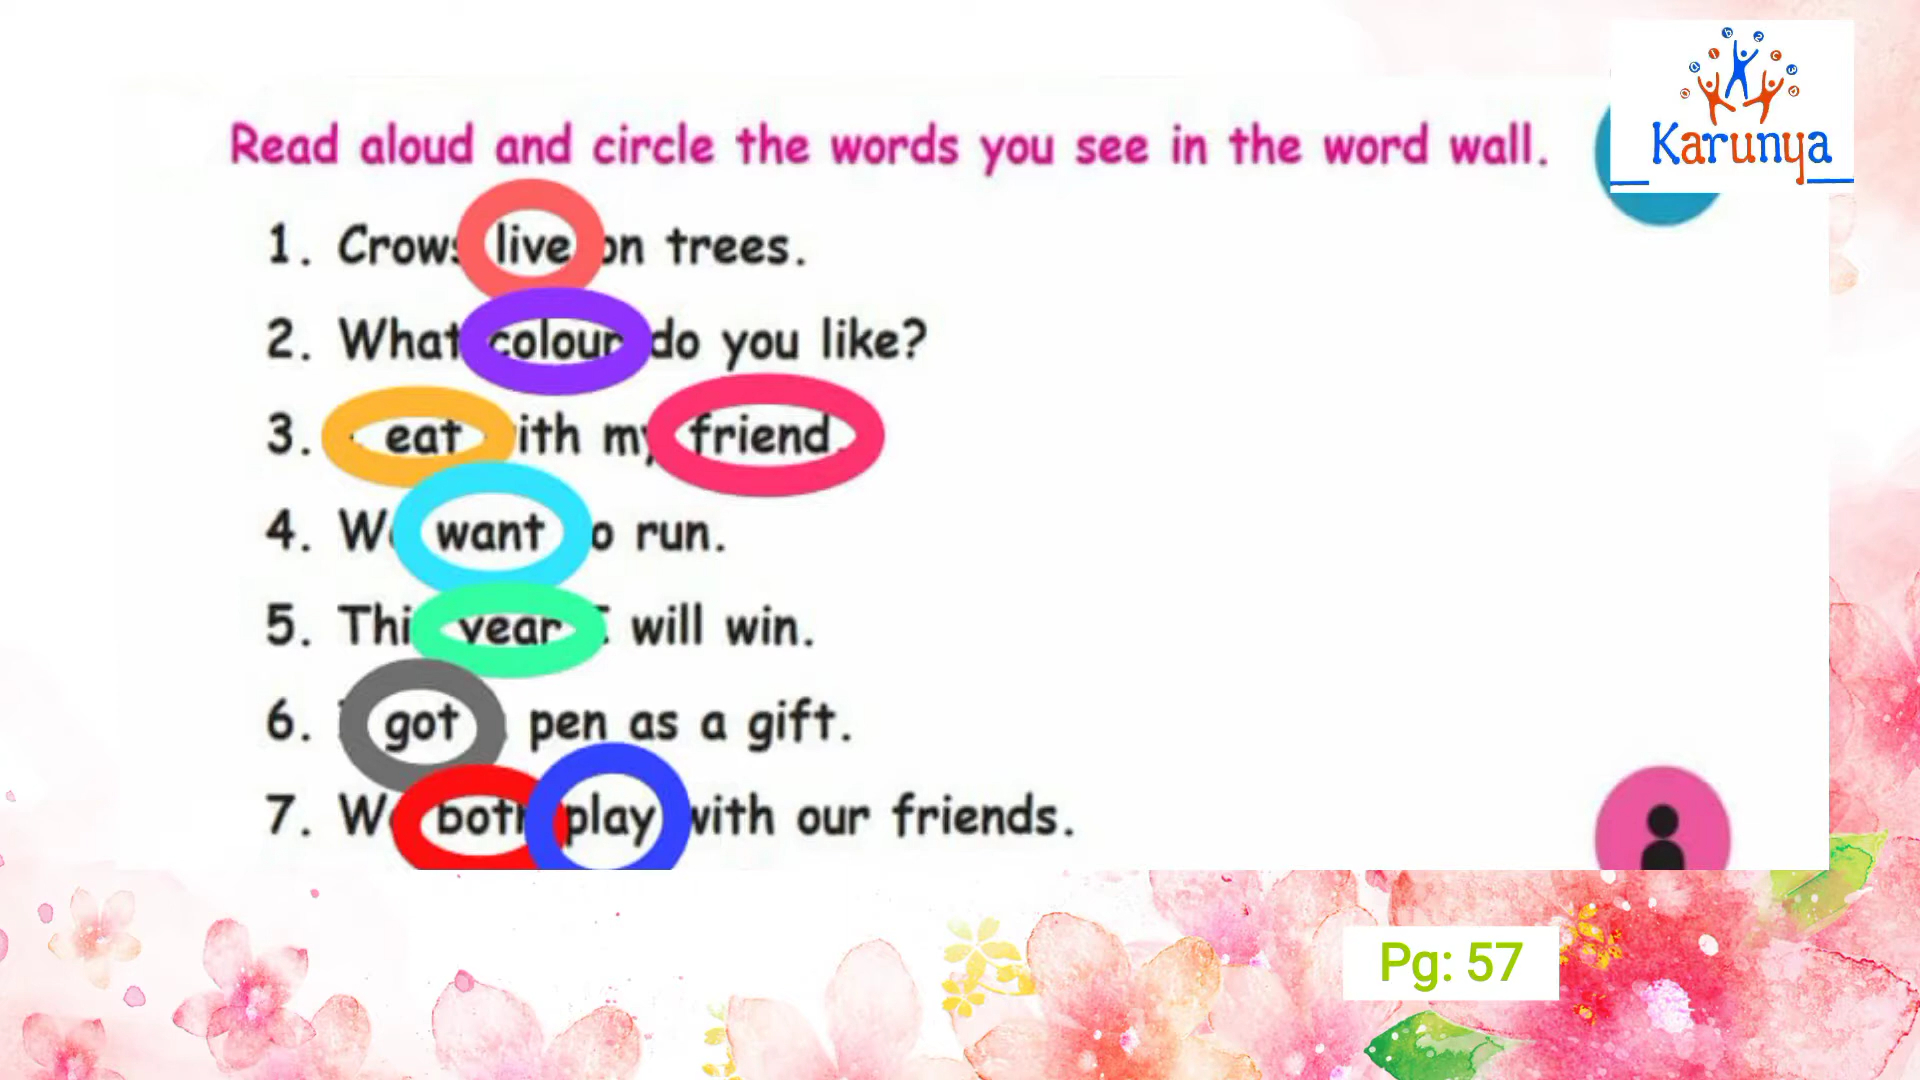 Karunya
Read aloud and circle the words you see in the word wall.
1. Crows live on trees.
2. What colour do you like?
3. eat with my friend.
4. We want to run.
5. This year I will win.
6. I got pen as a gift.
7. We both play with our friends.
Pg: 57